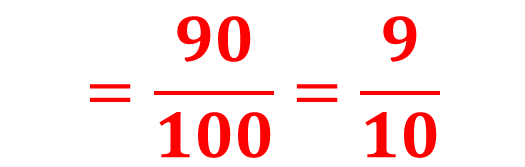 = 90/100 = 9/10